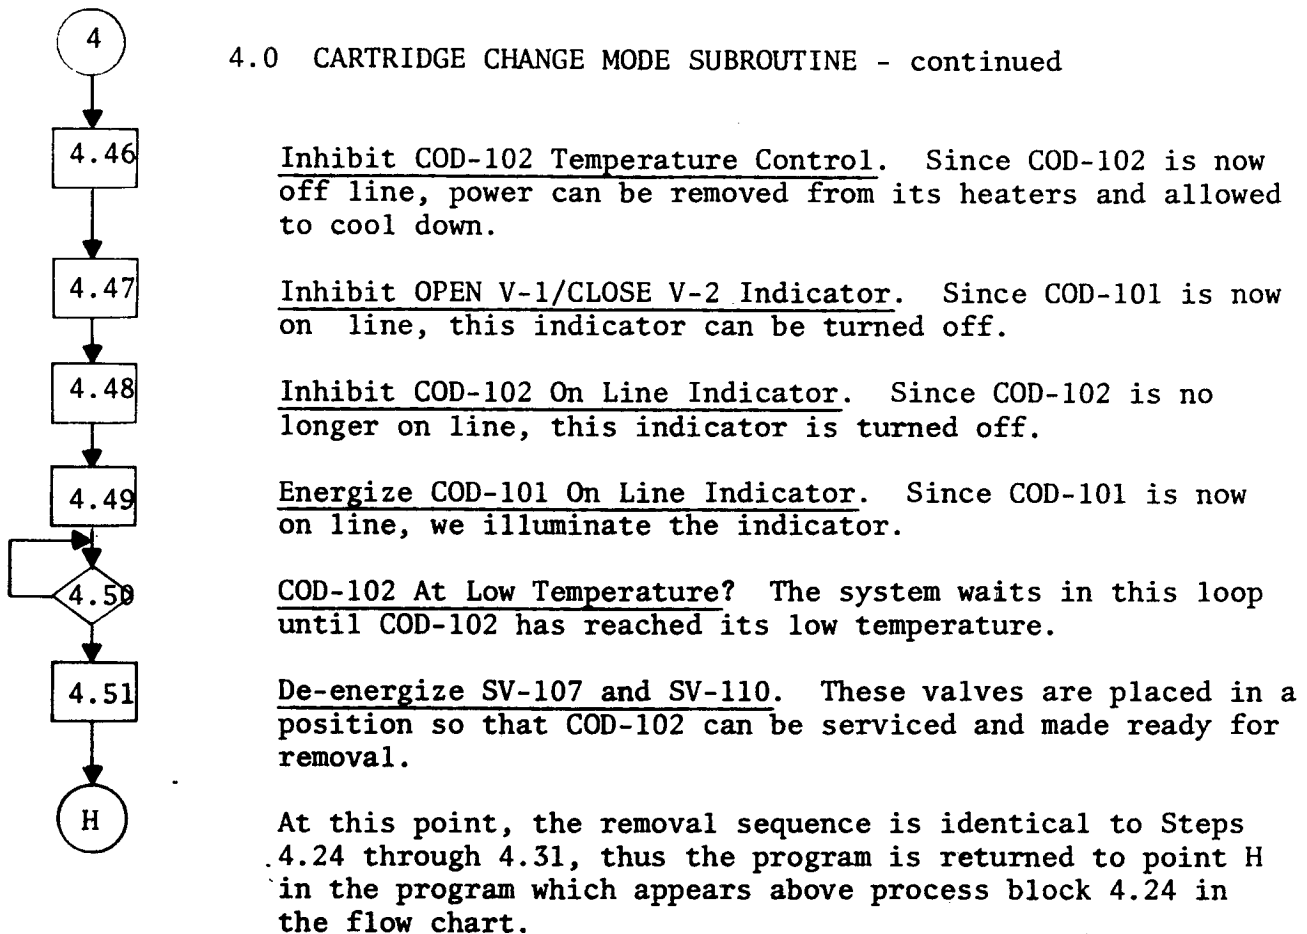 4
4.0 CARTRIDGE CHANGE MODE SUBROUTINE - continued
4.46
Inhibit COD-102 Temperature Control. Since COD-102 is now
off line, power can be removed from its heaters and allowed
to cool down.
4.47
Inhibit OPEN V-1/CLOSE V-2 Indicator. Since COD-101 is now
on line, this indicator can be turned off.
4.48
Inhibit COD-102 On Line Indicator. Since COD-102 is no
longer on line, this indicator is turned off.
4.49
Energize COD-101 On Line Indicator. Since COD-101 is now
on line, we illuminate the indicator.
4.50
COD-102 At Low Temperature? The system waits in this loop
until COD-102 has reached its low temperature.
4.51
De-energize SV-107 and SV-110. These valves are placed in a
position so that COD-102 can be serviced and made ready for
removal.
H
At this point, the removal sequence is identical to Steps
4.24 through 4.31, thus the program is returned to point H
in the program which appears above process block 4.24 in
the flow chart.